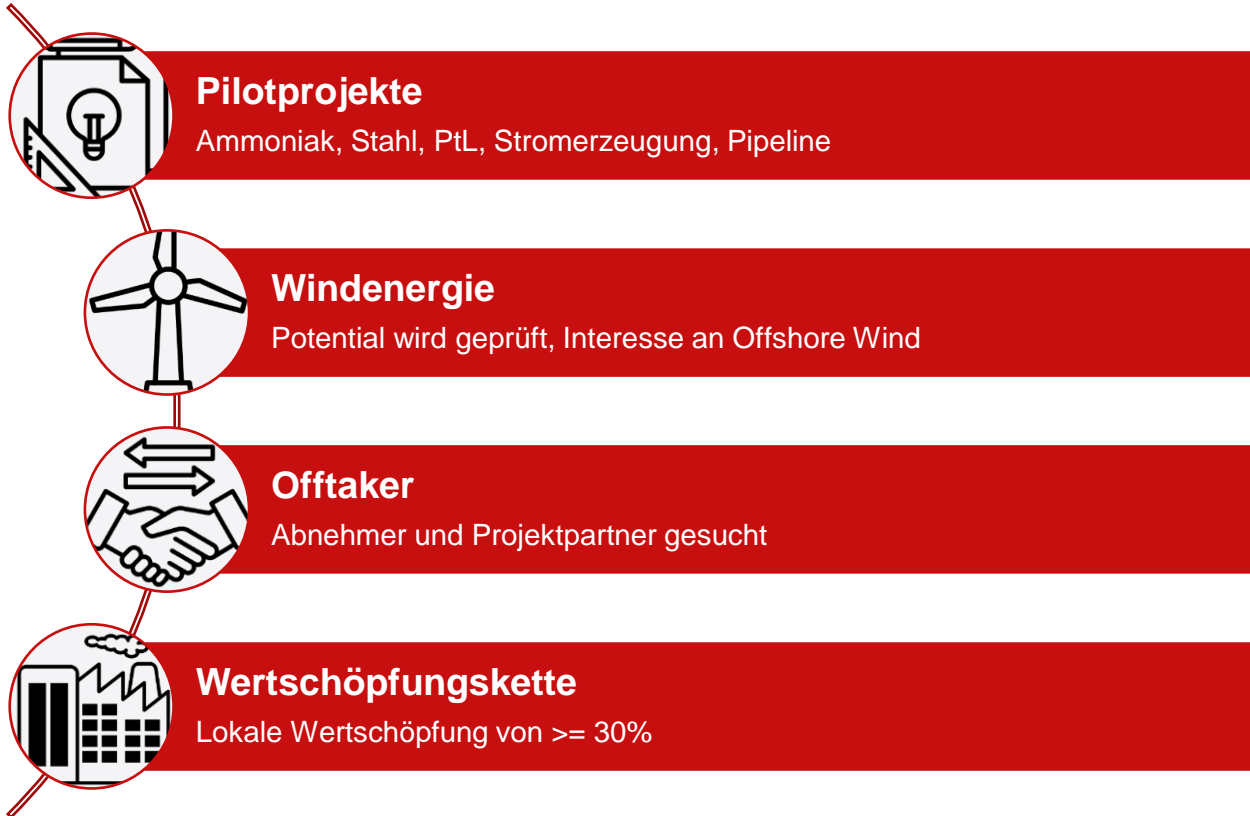 Pilotprojekte
Ammoniak, Stahl, PtL, Stromerzeugung, Pipeline
Windenergie
Potential wird geprüft, Interesse an Offshore Wind
Offtaker
Abnehmer und Projektpartner gesucht
Wertschöpfungskette
Lokale Wertschöpfung von >= 30%